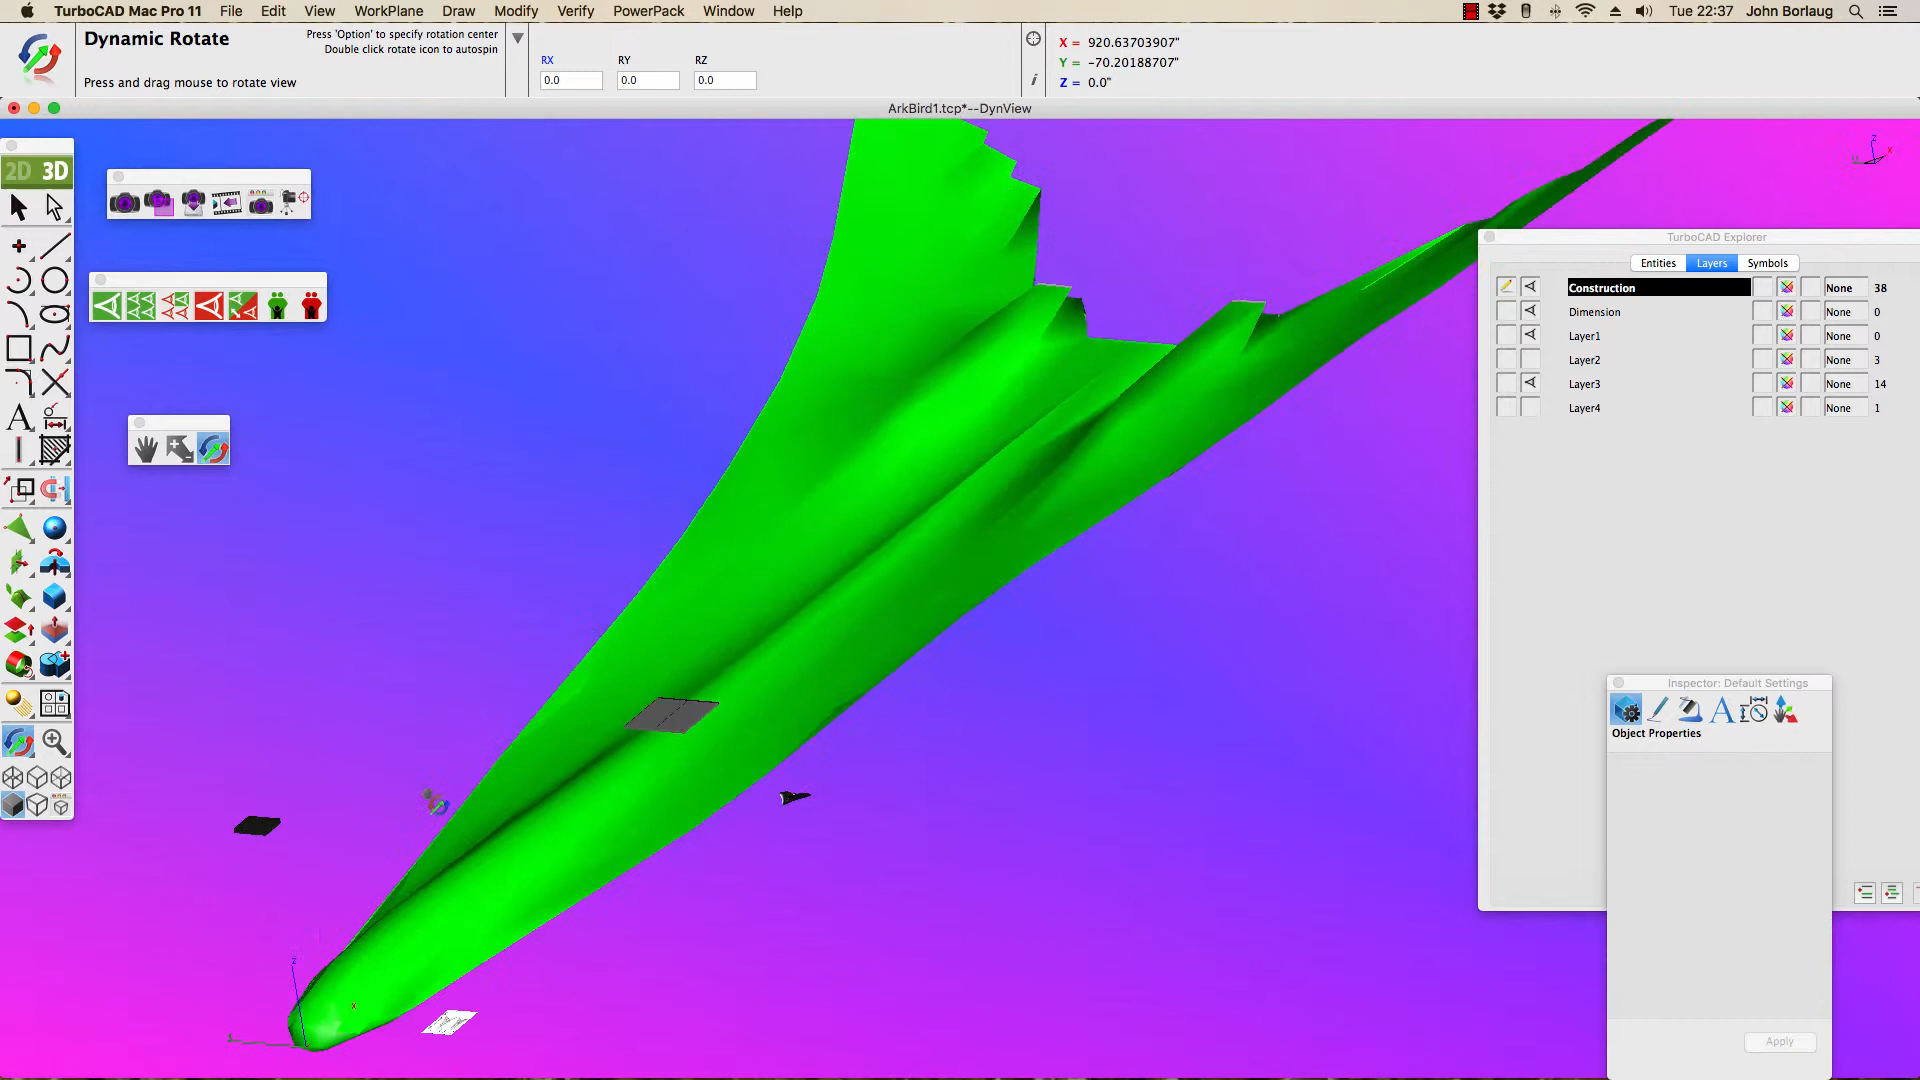 TurboCAD Mac Pro 11 File Edit View WorkPlane Draw Modify Verify PowerPack Window Help Tue 22:37 John Borlaug
Dynamic Rotate
Press 'Option' to specify rotation center
Double click rotate icon to autospin
Press and drag mouse to rotate view
RX RY RZ
0.0 0.0 0.0
X = 920.63703907"
Y = -70.20188707"
Z = 0.0"
ArkBird1.tcp*--DynView
2D 3D
TurboCAD Explorer
Entities Layers Symbols
Construction None 38
Dimension None 0
Layer1 None 0
Layer2 None 3
Layer3 None 14
Layer4 None 1
Inspector: Default Settings
Object Properties
Apply
z
x